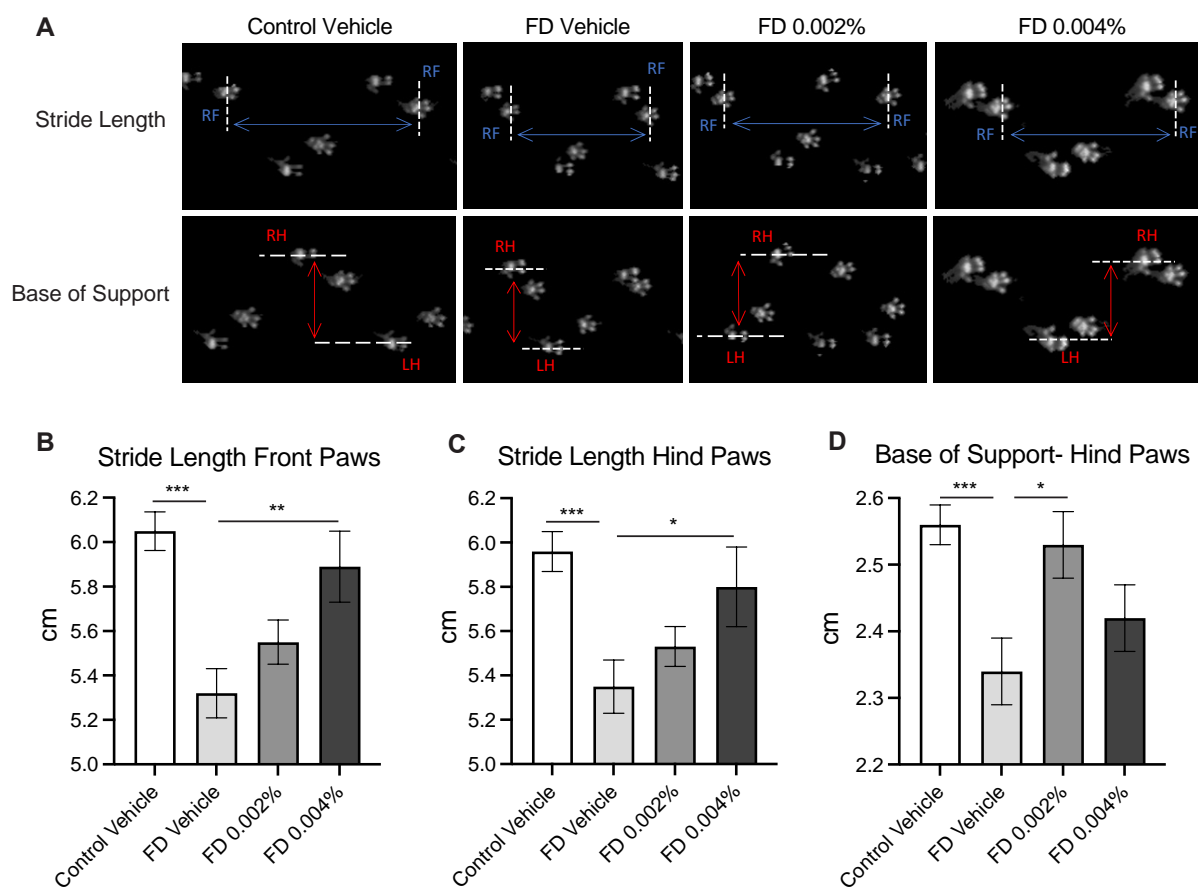 A
Control Vehicle
FD Vehicle
FD 0.002%
FD 0.004%
Stride Length
RF
RF
RF
RF
RF
RF
RF
RF
Base of Support
RH
LH
RH
LH
RH
LH
RH
LH
B
Stride Length Front Paws
***
**
cm
6.2
6.0
5.8
5.6
5.4
5.2
5.0
Control Vehicle
FD Vehicle
FD 0.002%
FD 0.004%
C
Stride Length Hind Paws
***
*
cm
6.2
6.0
5.8
5.6
5.4
5.2
5.0
Control Vehicle
FD Vehicle
FD 0.002%
FD 0.004%
D
Base of Support- Hind Paws
***
*
cm
2.6
2.5
2.4
2.3
2.2
Control Vehicle
FD Vehicle
FD 0.002%
FD 0.004%